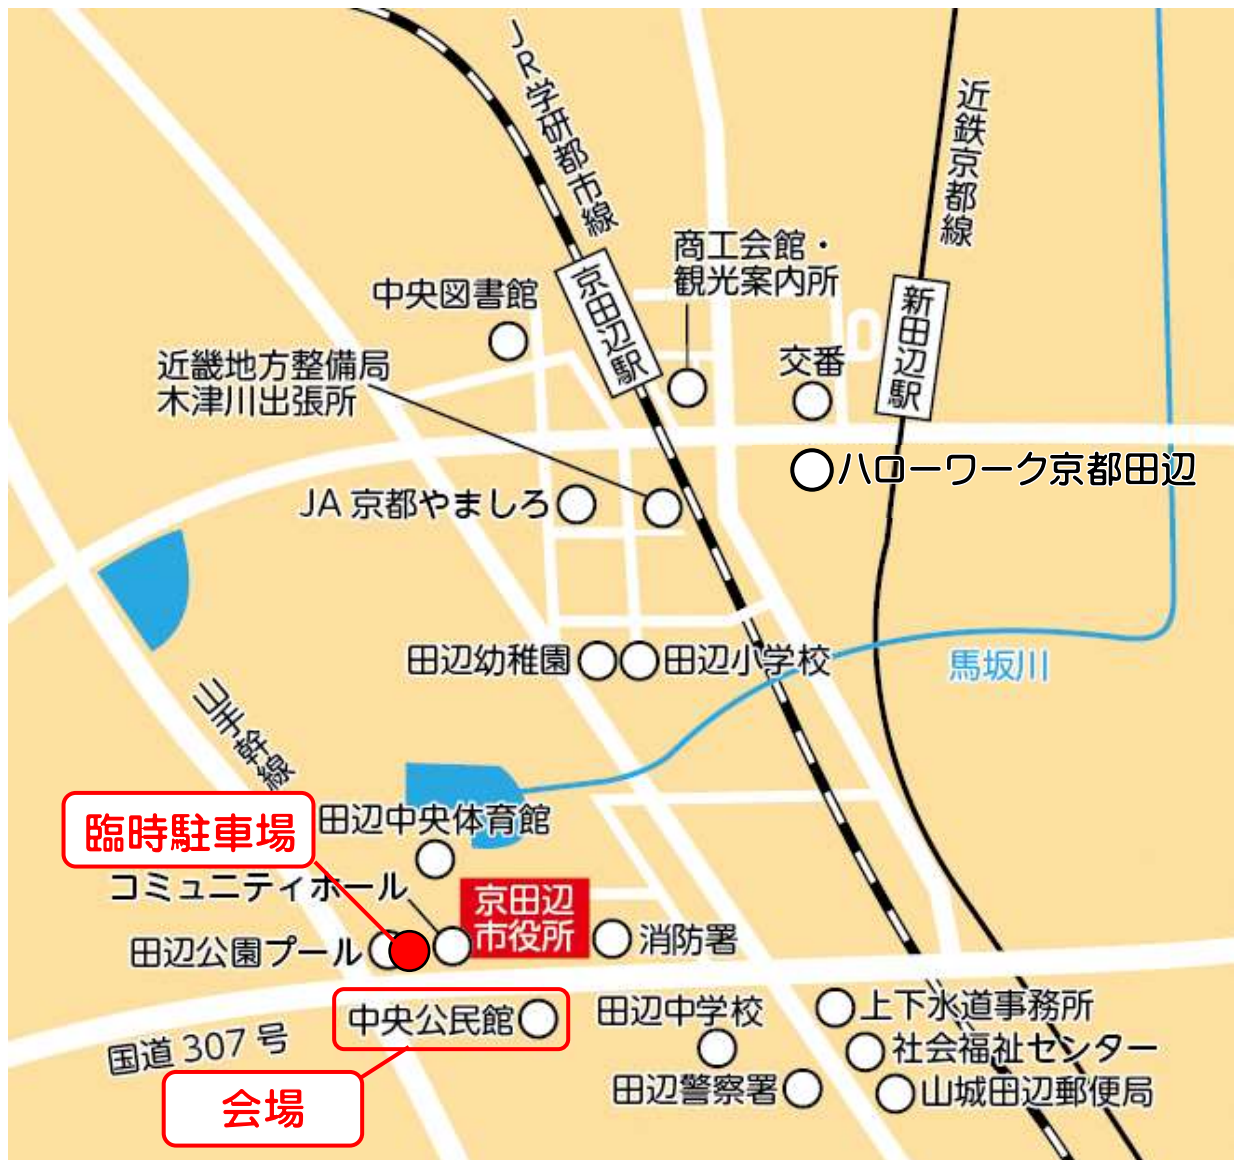 JR学研都市線
近鉄京都線
商工会館・
観光案内所
京田辺駅
新田辺駅
中央図書館
交番
近畿地方整備局
木津川出張所
ハローワーク京都田辺
JA京都やましろ
田辺幼稚園
田辺小学校
馬坂川
山手幹線
臨時駐車場
田辺中央体育館
コミュニティホール
京田辺
市役所
消防署
田辺公園プール
中央公民館
田辺中学校
上下水道事務所
国道307号
社会福祉センター
田辺警察署
山城田辺郵便局
会場